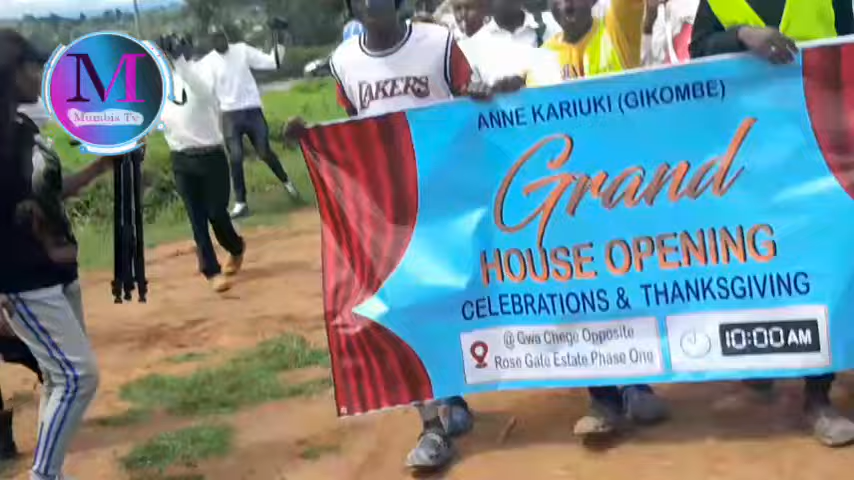 M
Mumbis Tv
LAKERS
ANNE KARIUKI (GIKOMBE)
Grand
HOUSE OPENING
CELEBRATIONS & THANKSGIVING
@ Gwa Chege Opposite
Rose Gate Estate Phase One
10:00 AM